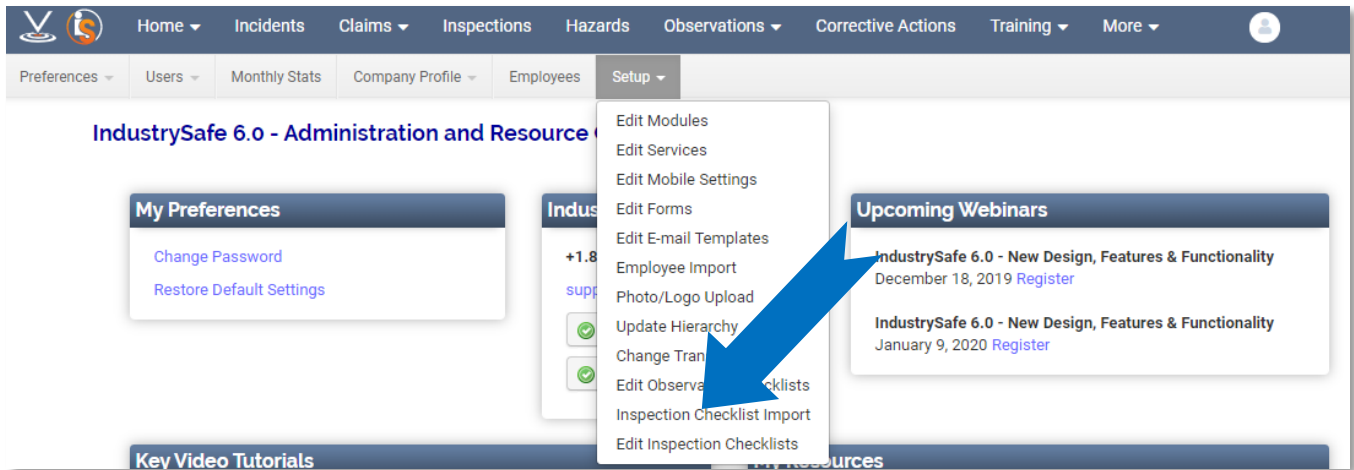 Home Incidents Claims Inspections Hazards Observations Corrective Actions Training More
Preferences Users Monthly Stats Company Profile Employees Setup
IndustrySafe 6.0 - Administration and Resource
Edit Modules
Edit Services
Edit Mobile Settings
Edit Forms
Edit E-mail Templates
Employee Import
Photo/Logo Upload
Update Hierarchy
Change Tran
Edit Observa cklists
Inspection Checklist Import
Edit Inspection Checklists
My Preferences
Change Password
Restore Default Settings
Indus
+1.8
supp
Upcoming Webinars
IndustrySafe 6.0 - New Design, Features & Functionality
December 18, 2019 Register
IndustrySafe 6.0 - New Design, Features & Functionality
January 9, 2020 Register
Key Video Tutorials
My Resources